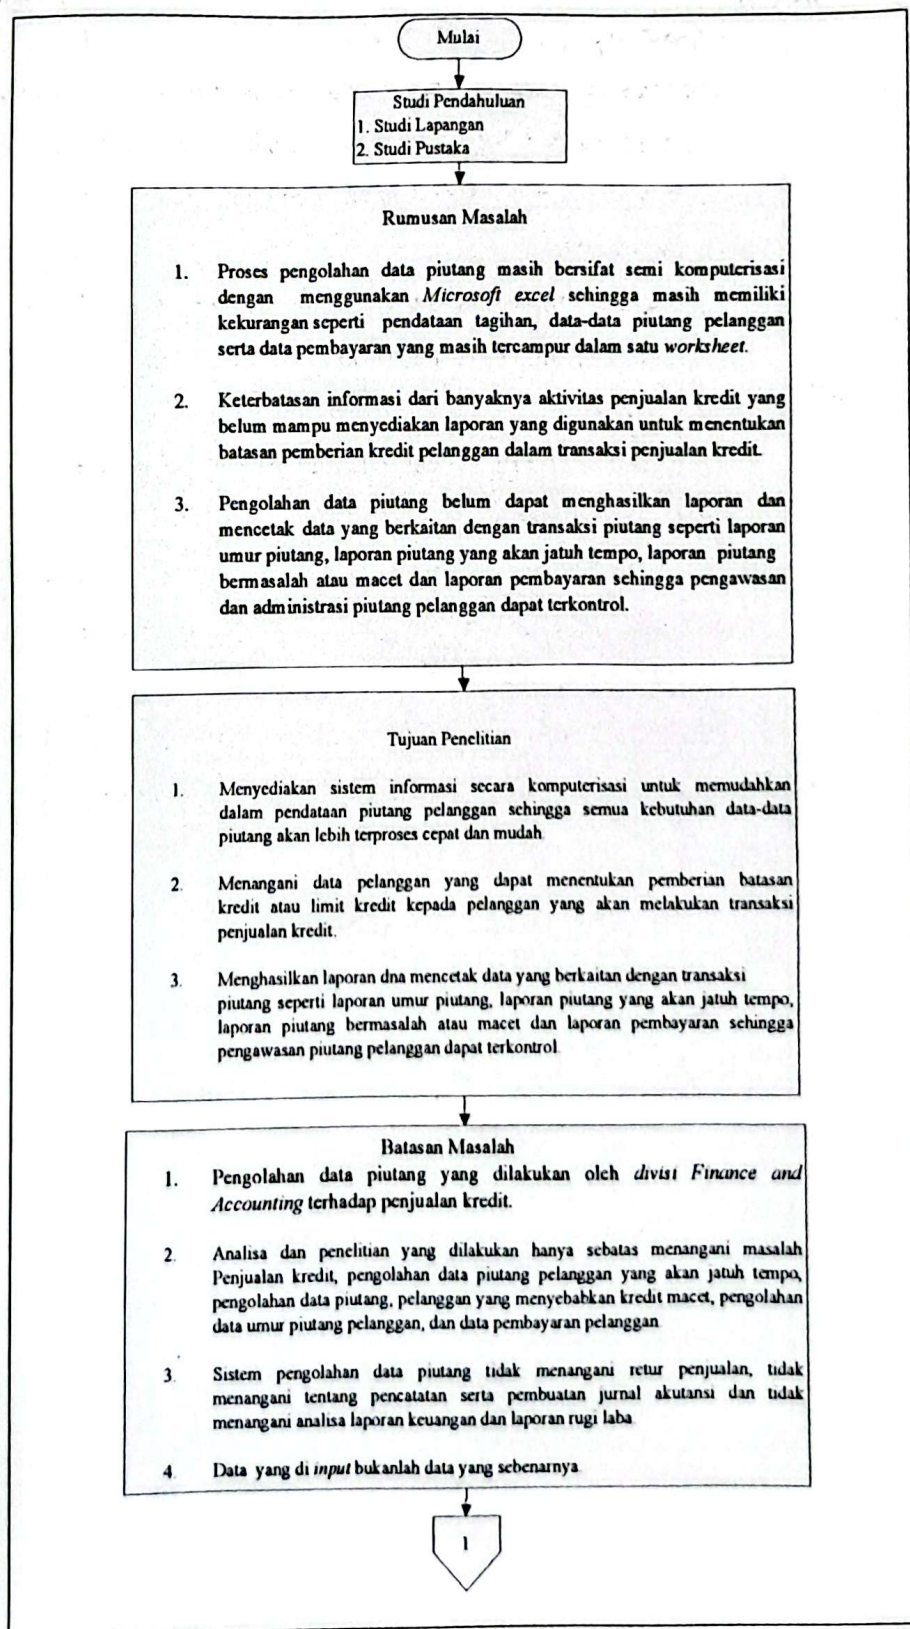 Mulai
Studi Pendahuluan
1. Studi Lapangan
2. Studi Pustaka
Rumusan Masalah
1. Proses pengolahan data piutang masih bersifat semi komputerisasi
dengan menggunakan Microsoft excel sehingga masih memiliki
kekurangan seperti pendataan tagihan, data-data piutang pelanggan
serta data pembayaran yang masih tercampur dalam satu worksheet.
2. Keterbatasan informasi dari banyaknya aktivitas penjualan kredit yang
belum mampu menyediakan laporan yang digunakan untuk menentukan
batasan pemberian kredit pelanggan dalam transaksi penjualan kredit.
3. Pengolahan data piutang belum dapat menghasilkan laporan dan
mencetak data yang berkaitan dengan transaksi piutang seperti laporan
umur piutang, laporan piutang yang akan jatuh tempo, laporan piutang
bermasalah atau macet dan laporan pembayaran sehingga pengawasan
dan administrasi piutang pelanggan dapat terkontrol.
Tujuan Penelitian
1. Menyediakan sistem informasi secara komputerisasi untuk memudahkan
dalam pendataan piutang pelanggan sehingga semua kebutuhan data-data
piutang akan lebih terproses cepat dan mudah
2. Menangani data pelanggan yang dapat menentukan pemberian batasan
kredit atau limit kredit kepada pelanggan yang akan melakukan transaksi
penjualan kredit.
3. Menghasilkan laporan dna mencetak data yang berkaitan dengan transaksi
piutang seperti laporan umur piutang, laporan piutang yang akan jatuh tempo,
laporan piutang bermasalah atau macet dan laporan pembayaran sehingga
pengawasan piutang pelanggan dapat terkontrol
Batasan Masalah
1. Pengolahan data piutang yang dilakukan oleh divisi Finance and
Accounting terhadap penjualan kredit.
2. Analisa dan penelitian yang dilakukan hanya sebatas menangani masalah
Penjualan kredit, pengolahan data piutang pelanggan yang akan jatuh tempo,
pengolahan data piutang, pelanggan yang menyebabkan kredit macet, pengolahan
data umur piutang pelanggan, dan data pembayaran pelanggan
3. Sistem pengolahan data piutang tidak menangani retur penjualan, tidak
menangani tentang pencatatan serta pembuatan jurnal akutansi dan tidak
menangani analisa laporan keuangan dan laporan rugi laba
4. Data yang di input bukanlah data yang sebenarnya
1